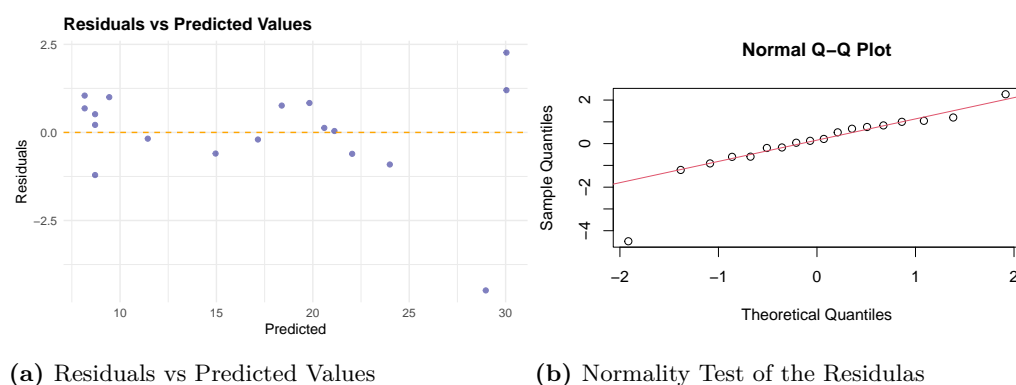 Residuals vs Predicted Values
2.5
0.0
−2.5
Residuals
10
15
20
25
30
Predicted
Normal Q−Q Plot
2
0
−2
−4
Sample Quantiles
−2
−1
0
1
2
Theoretical Quantiles
(a) Residuals vs Predicted Values
(b) Normality Test of the Residulas